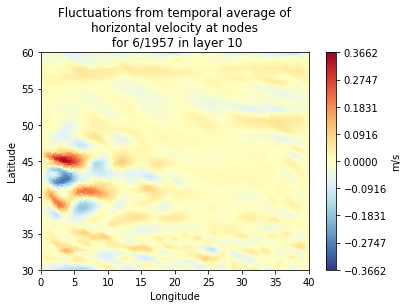 Fluctuations from temporal average of
horizontal velocity at nodes
for 6/1957 in layer 10
60
55
50
45
40
35
30
Latitude
0 5 10 15 20 25 30 35 40
Longitude
0.3662
0.2747
0.1831
0.0916
0.0000
−0.0916
−0.1831
−0.2747
−0.3662
m/s